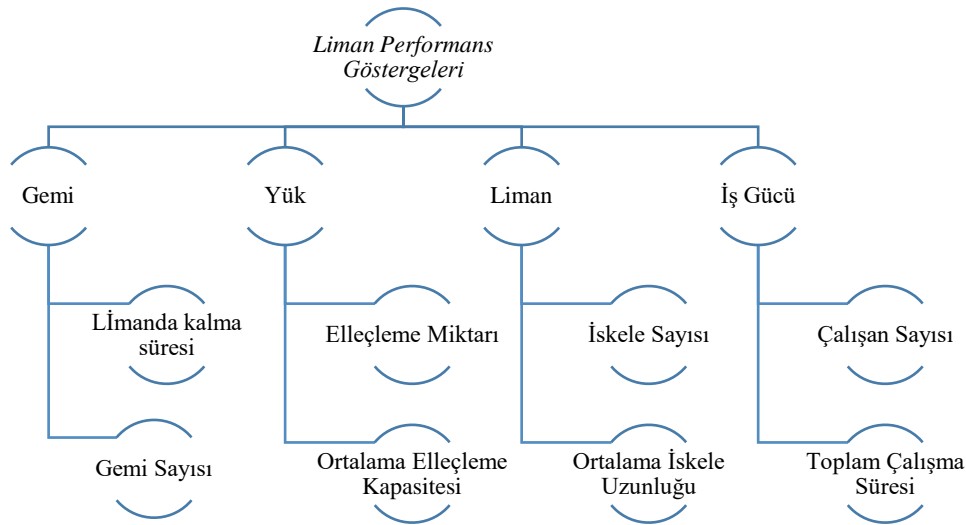 Liman Performans
Göstergeleri
Gemi
Yük
Liman
İş Gücü
Lİmanda kalma
süresi
Elleçleme Miktarı
İskele Sayısı
Çalışan Sayısı
Gemi Sayısı
Ortalama Elleçleme
Kapasitesi
Ortalama İskele
Uzunluğu
Toplam Çalışma
Süresi